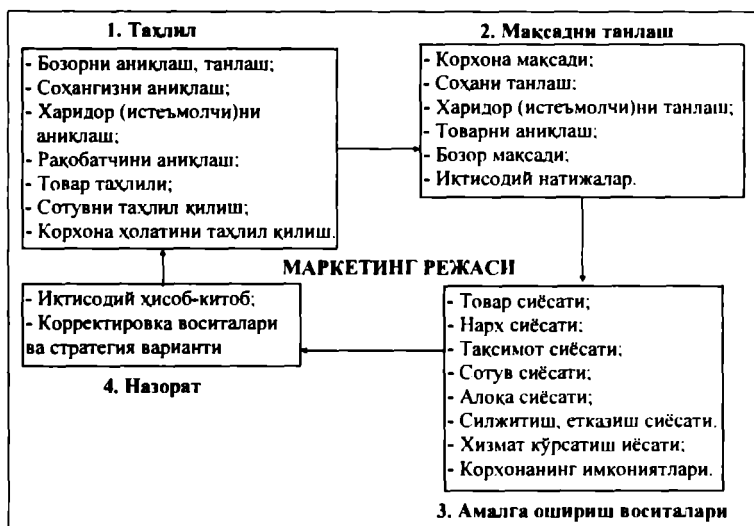 1. Таҳлил
- Бозорни аниқлаш, танлаш;
- Соҳангизни аниқлаш;
- Харидор (истеъмолчи)ни
аниқлаш;
- Рақобатчини аниқлаш;
- Товар таҳлили;
- Сотувни таҳлил қилиш;
- Корхона ҳолатини таҳлил қилиш.
2. Мақсадни танлаш
- Корхона мақсади;
- Соҳани танлаш;
- Харидор (истеъмолчи)ни танлаш;
- Товарни аниқлаш;
- Бозор мақсади;
- Иқтисодий натижалар.
МАРКЕТИНГ РЕЖАСИ
- Иқтисодий ҳисоб-китоб;
- Корректировка воситалари
ва стратегия варианти
4. Назорат
- Товар сиёсати;
- Нарх сиёсати;
- Тақсимот сиёсати;
- Сотув сиёсати;
- Алоқа сиёсати;
- Силжитиш, етказиш сиёсати.
- Хизмат кўрсатиш иёсати;
- Корхонанинг имкониятлари.
3. Амалга ошириш воситалари